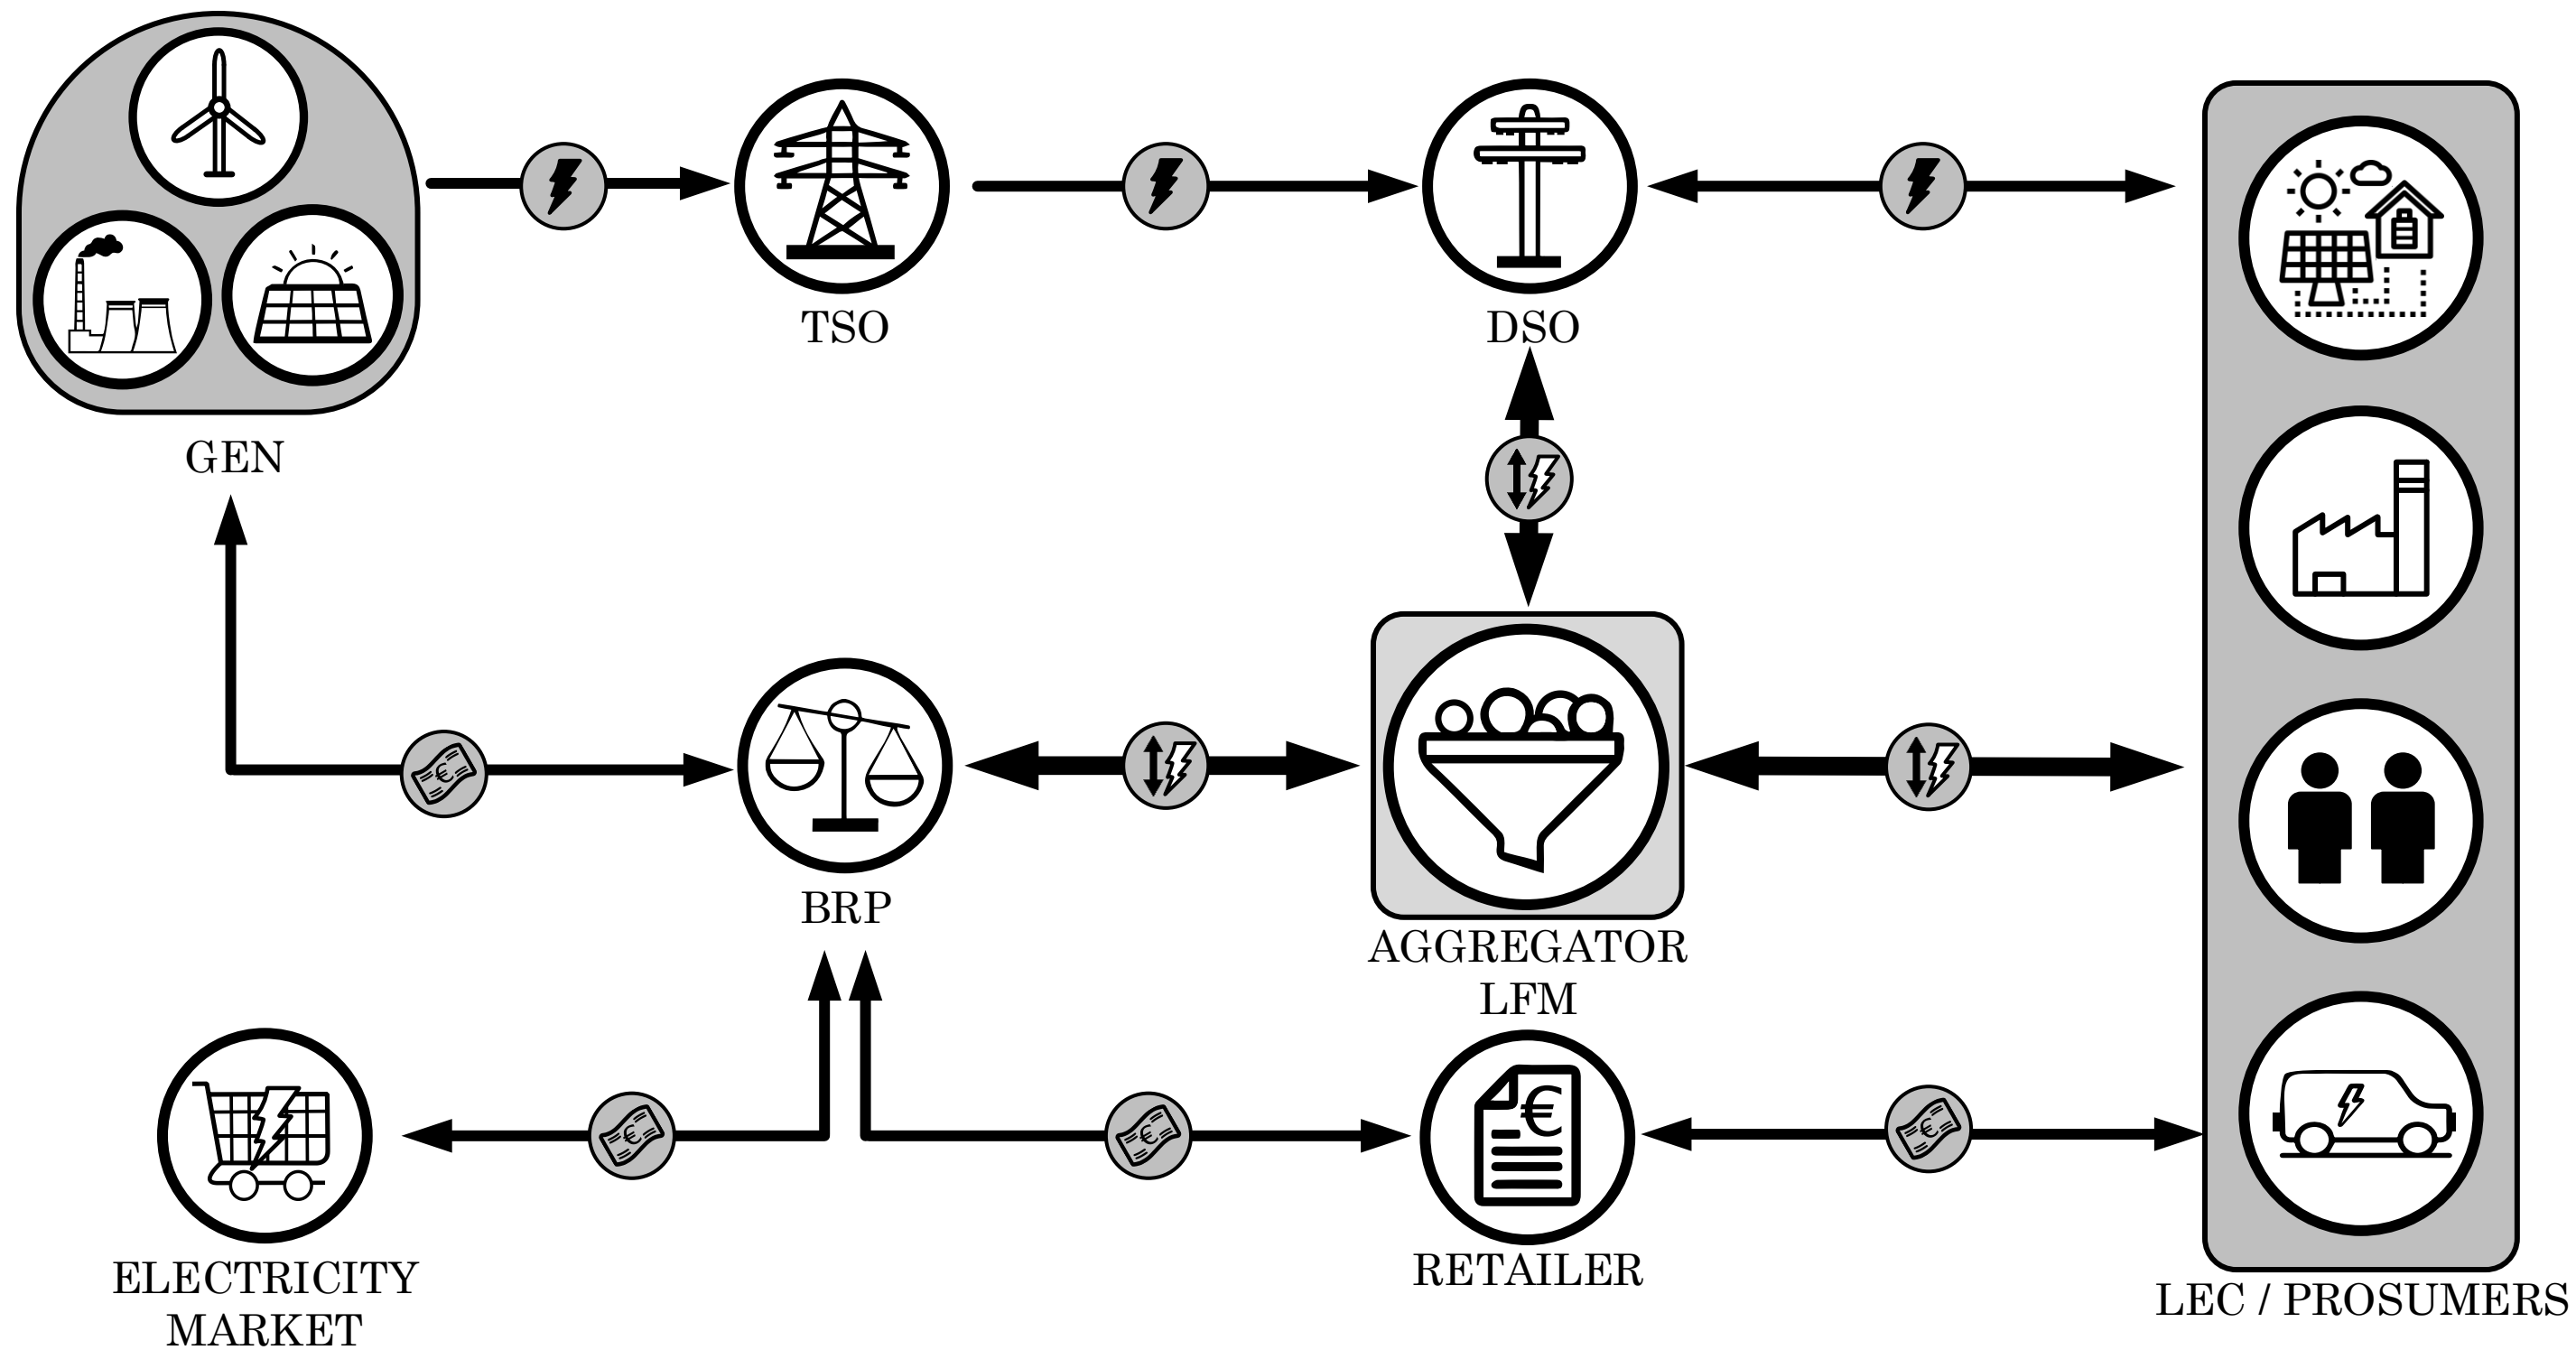 TSO
DSO
GEN
BRP
AGGREGATOR
LFM
€
€
€
€
€
ELECTRICITY
MARKET
RETAILER
LEC / PROSUMERS